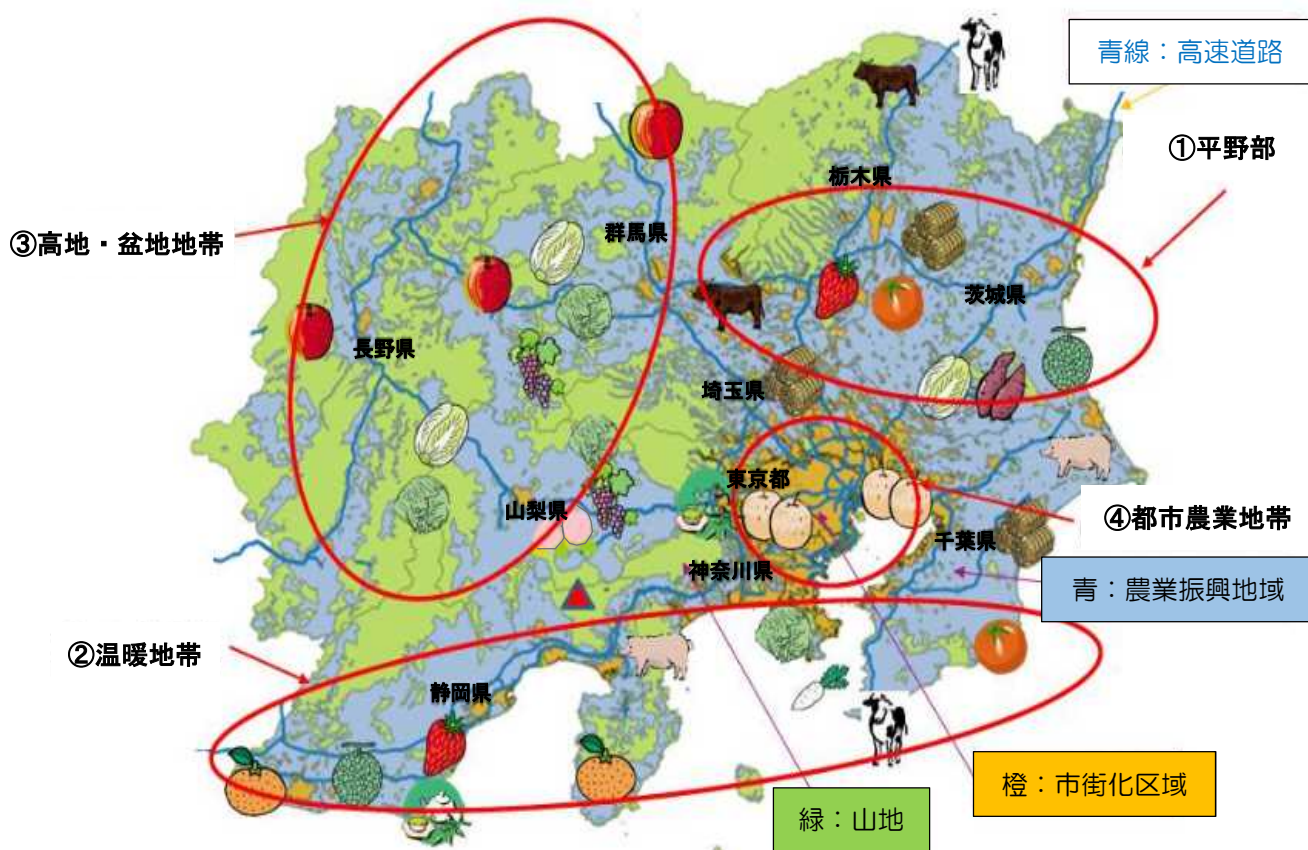 青線：高速道路
①平野部
栃木県
③高地・盆地地帯
群馬県
茨城県
長野県
埼玉県
東京都
山梨県
④都市農業地帯
千葉県
神奈川県
青：農業振興地域
②温暖地帯
静岡県
橙：市街化区域
緑：山地